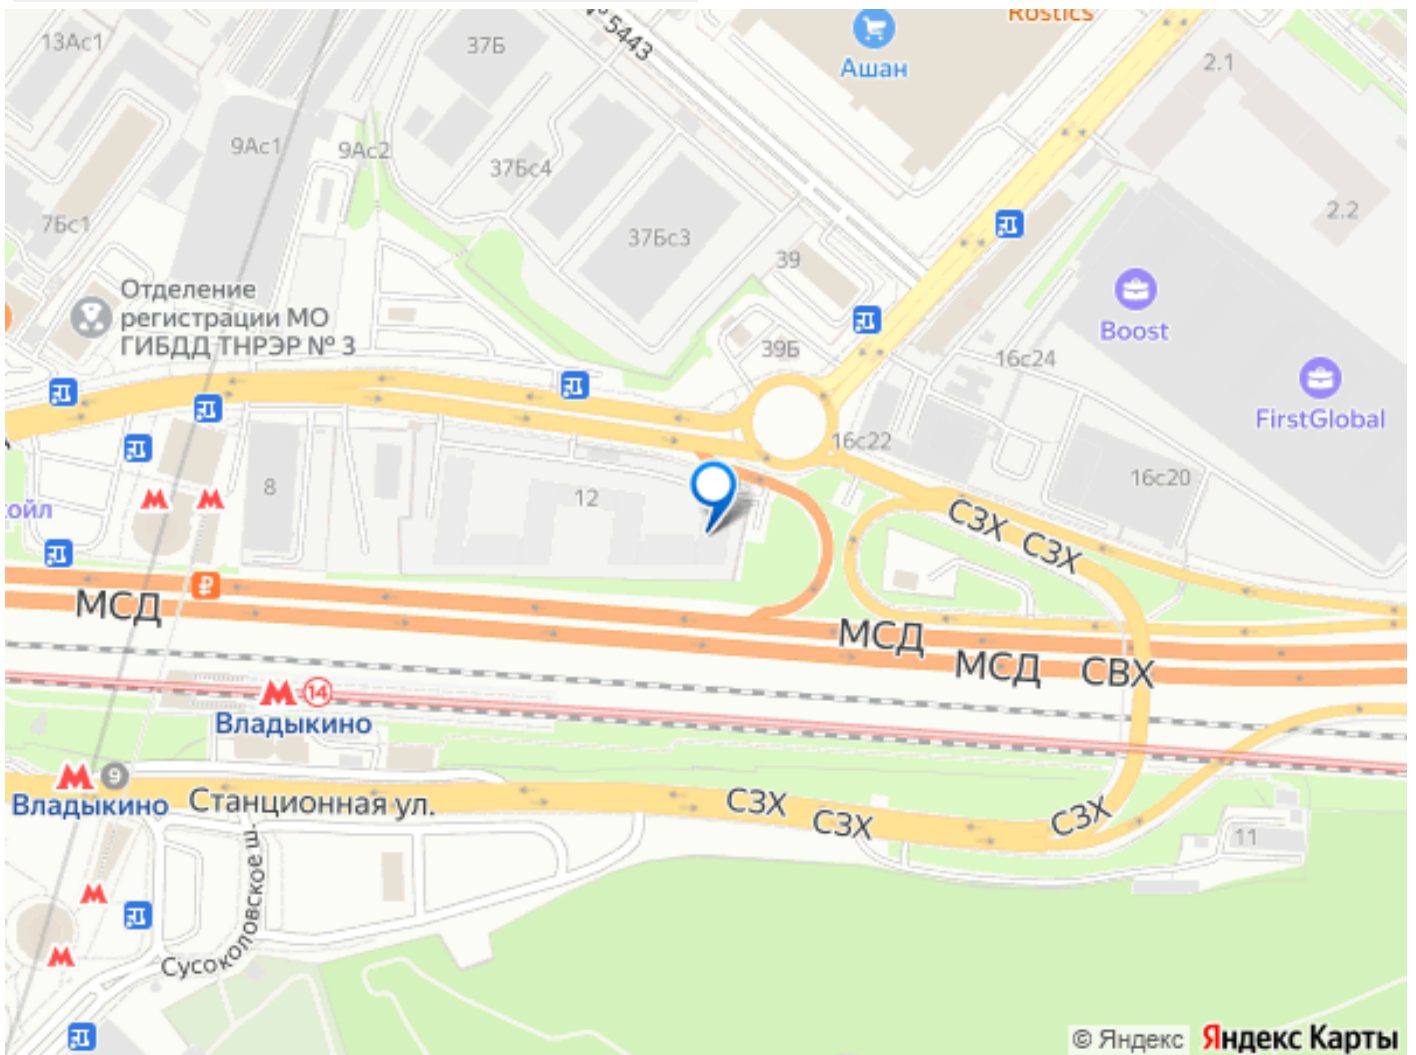 Rostics
5443
13Ас1
37Б
Ашан
2.1
9Ас1
9Ас2
37Бс4
2.2
7Бс1
37Бс3
39
Отделение
регистрации МО
ГИБДД ТНРЭР № 3
Boost
39Б
16с24
FirstGlobal
16с22
8
12
16с20
ойл
СЗХ
СЗХ
МСД
МСД
МСД
СВХ
14
Владыкино
9
Владыкино
Станционная ул.
СЗХ
СЗХ
СЗХ
11
Сусоколовское ш.
© Яндекс
Яндекс Карты